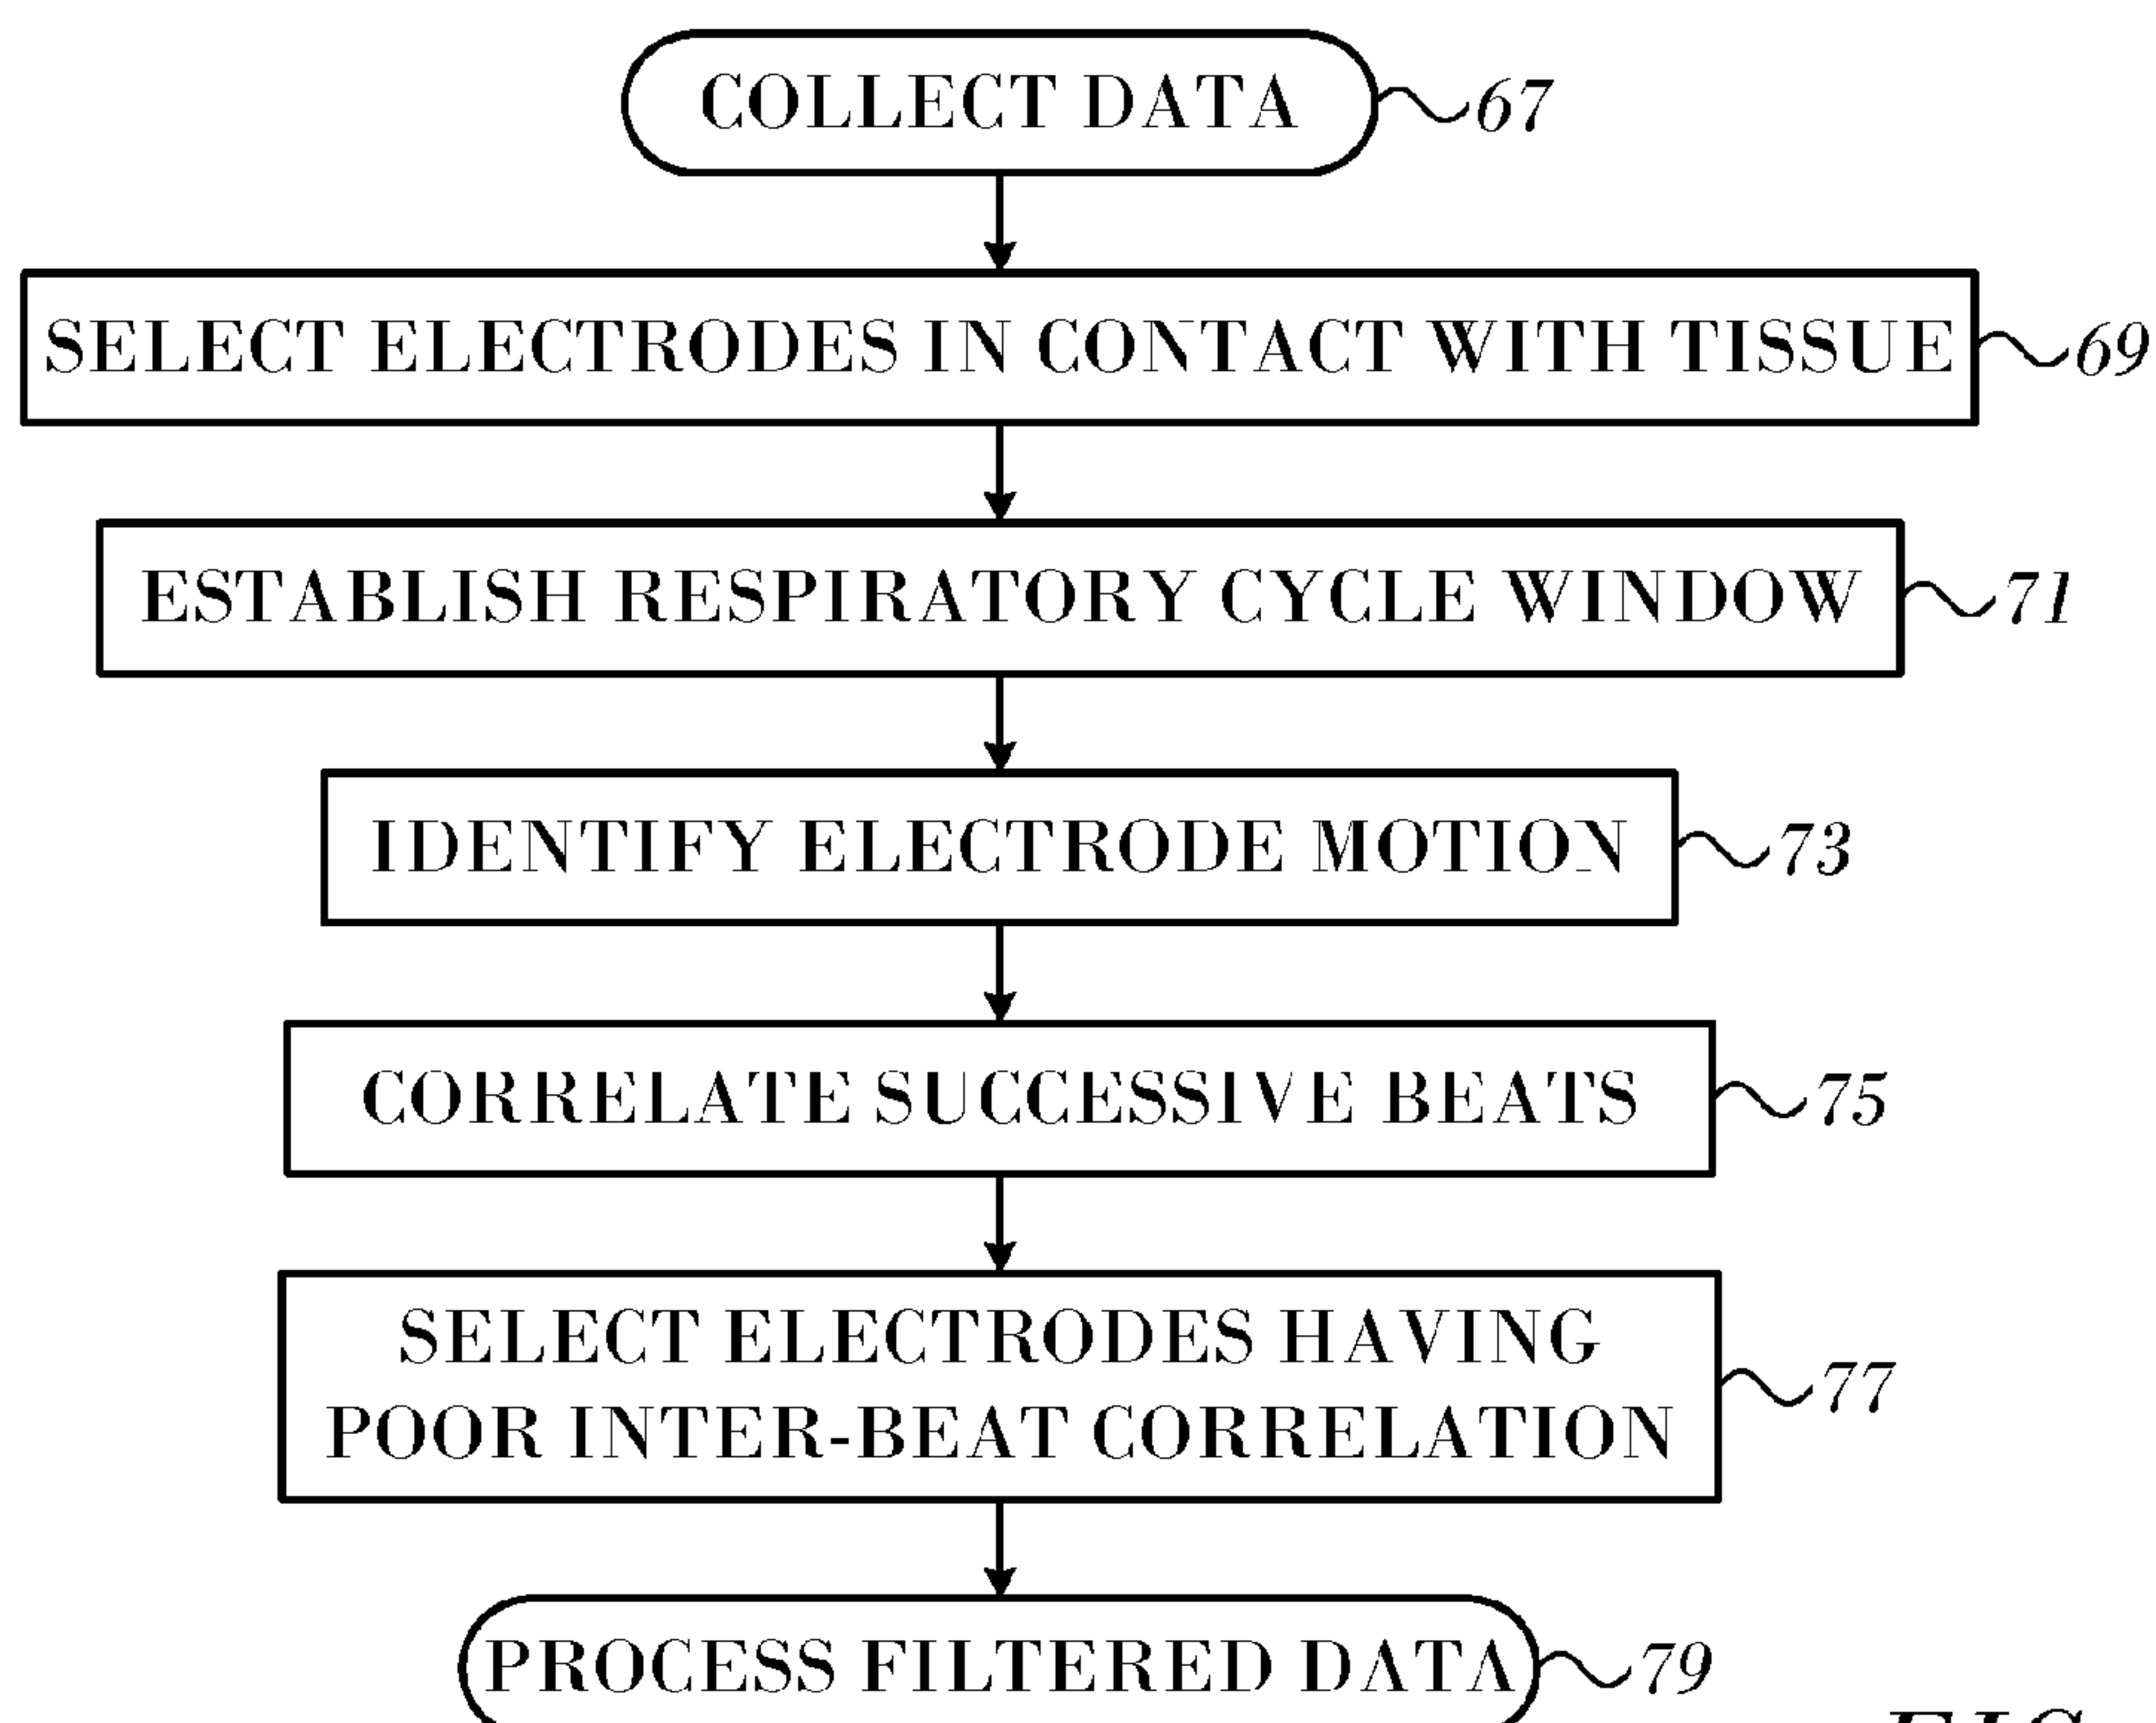 COLLECT DATA
67
SELECT ELECTRODES IN CONTACT WITH TISSUE
69
ESTABLISH RESPIRATORY CYCLE WINDOW
71
IDENTIFY ELECTRODE MOTION
73
CORRELATE SUCCESSIVE BEATS
75
SELECT ELECTRODES HAVING
POOR INTER-BEAT CORRELATION
77
PROCESS FILTERED DATA
79